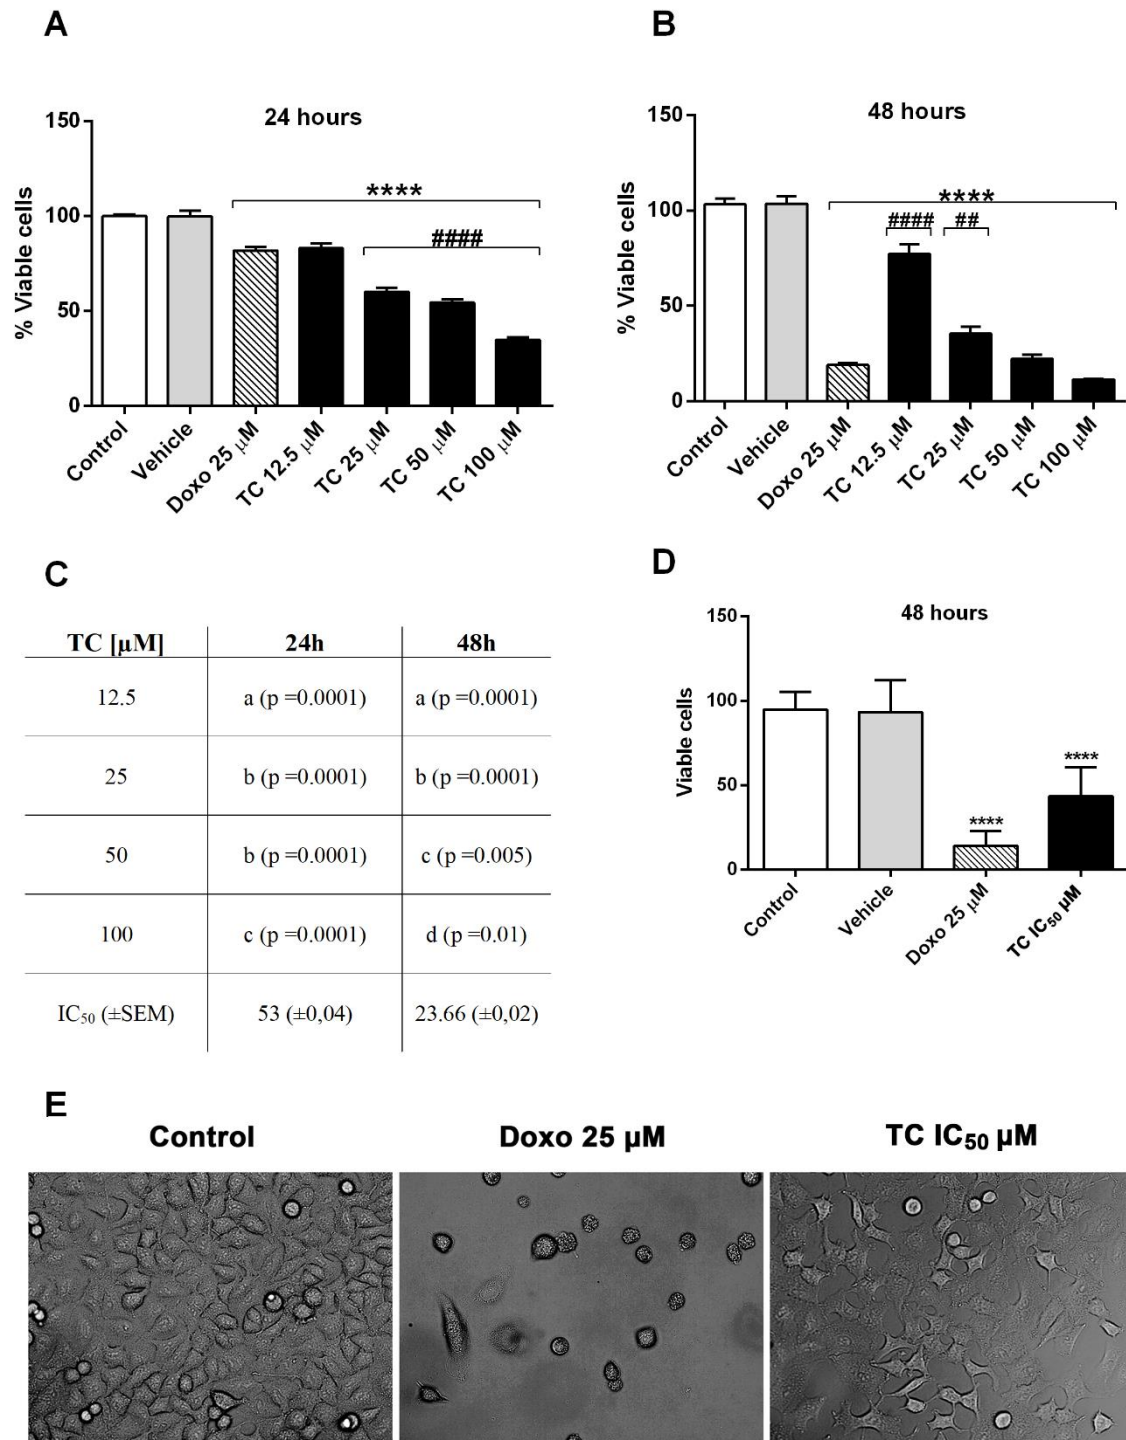 A
24 hours
150
100
50
0
% Viable cells
****
####
Control
Vehicle
Doxo 25 μM
TC 12.5 μM
TC 25 μM
TC 50 μM
TC 100 μM
B
48 hours
150
100
50
0
% Viable cells
****
#### ##
Control
Vehicle
Doxo 25 μM
TC 12.5 μM
TC 25 μM
TC 50 μM
TC 100 μM
C
TC [µM] 24h 48h
12.5 a (p =0.0001) a (p =0.0001)
25 b (p =0.0001) b (p =0.0001)
50 b (p =0.0001) c (p =0.005)
100 c (p =0.0001) d (p =0.01)
IC₅₀ (±SEM) 53 (±0,04) 23.66 (±0,02)
D
48 hours
150
100
50
0
Viable cells
****
****
Control
Vehicle
Doxo 25 μM
TC IC₅₀ µM
E
Control Doxo 25 µM TC IC₅₀ µM